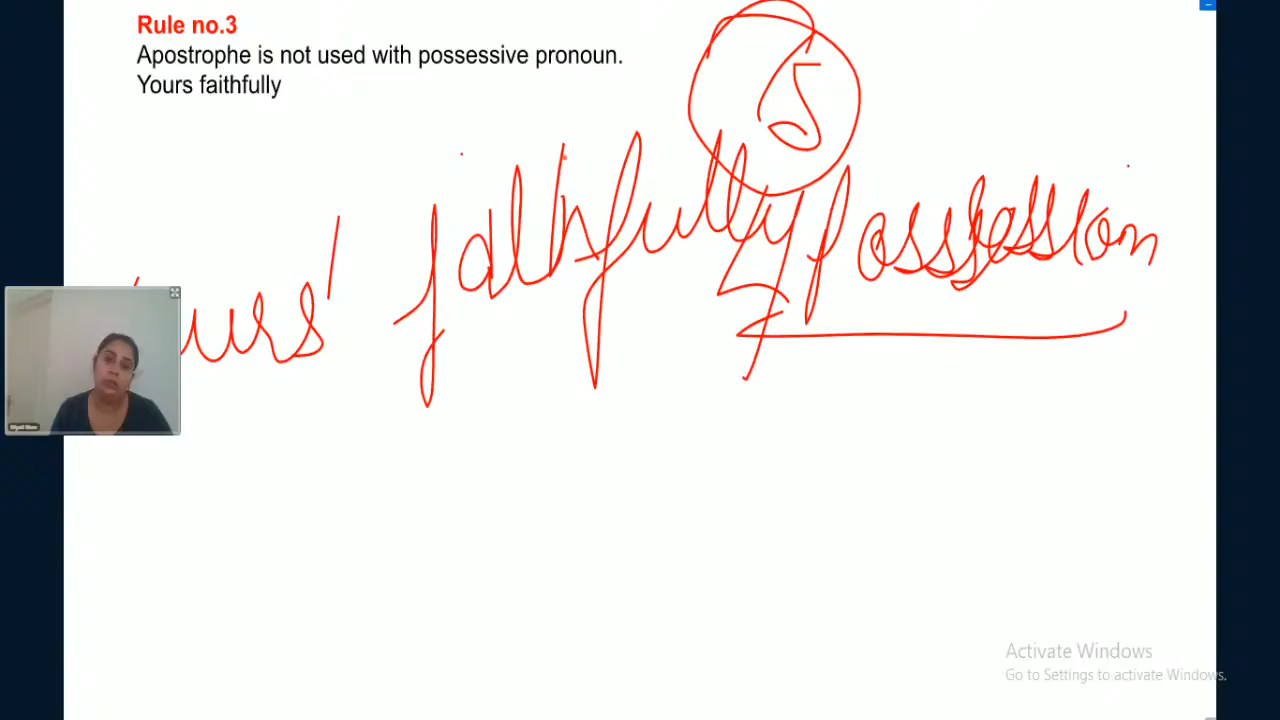 Rule no.3
Apostrophe is not used with possessive pronoun.
Yours faithfully
5
urs' faithfully possession
Activate Windows
Go to Settings to activate Windows.